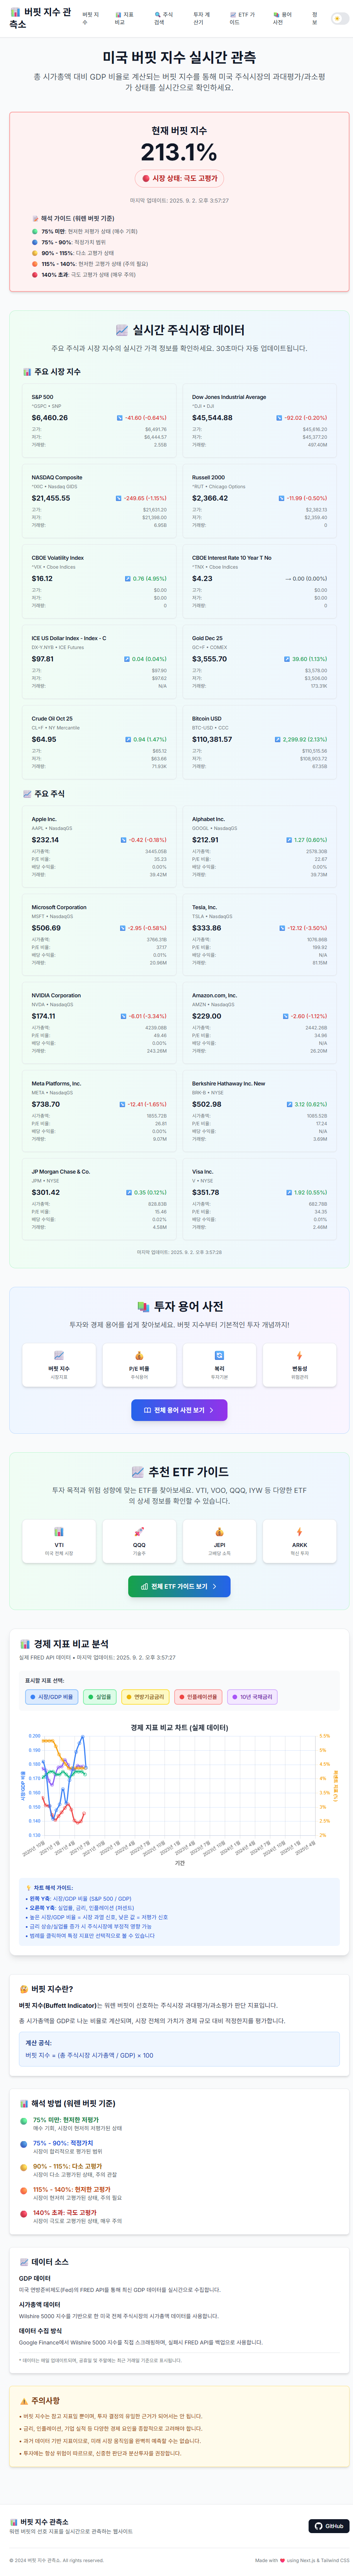 버핏 지수 관측소
버핏 지수
지표 비교
주식 검색
투자 계산기
ETF 가이드
용어 사전
정보
미국 버핏 지수 실시간 관측
총 시가총액 대비 GDP 비율로 계산되는 버핏 지수를 통해 미국 주식시장의 과대평가/과소평
가 상태를 실시간으로 확인하세요.
현재 버핏 지수
213.1%
시장 상태: 극도 고평가
마지막 업데이트: 2025. 9. 2. 오후 3:57:27
해석 가이드 (워렌 버핏 기준)
75% 미만: 현저한 저평가 상태 (매수 기회)
75% - 90%: 적정가치 범위
90% - 115%: 다소 고평가 상태
115% - 140%: 현저한 고평가 상태 (주의 필요)
140% 초과: 극도 고평가 상태 (매우 주의)
실시간 주식시장 데이터
주요 주식과 시장 지수의 실시간 가격 정보를 확인하세요. 30초마다 자동 업데이트됩니다.
주요 시장 지수
S&P 500
^GSPC • SNP
$6,460.26
-41.60 (-0.64%)
고가: $6,491.76
저가: $6,444.57
거래량: 2.55B
Dow Jones Industrial Average
^DJI • DJI
$45,544.88
-92.02 (-0.20%)
고가: $45,616.20
저가: $45,377.20
거래량: 497.40M
NASDAQ Composite
^IXIC • Nasdaq GIDS
$21,455.55
-249.65 (-1.15%)
고가: $21,631.20
저가: $21,398.00
거래량: 6.95B
Russell 2000
^RUT • Chicago Options
$2,366.42
-11.99 (-0.50%)
고가: $2,382.13
저가: $2,359.40
거래량: 0
CBOE Volatility Index
^VIX • Cboe Indices
$16.12
0.76 (4.95%)
고가: $0.00
저가: $0.00
거래량: 0
CBOE Interest Rate 10 Year T No
^TNX • Cboe Indices
$4.23
→ 0.00 (0.00%)
고가: $0.00
저가: $0.00
거래량: 0
ICE US Dollar Index - Index - C
DX-Y.NYB • ICE Futures
$97.81
0.04 (0.04%)
고가: $97.90
저가: $97.62
거래량: N/A
Gold Dec 25
GC=F • COMEX
$3,555.70
39.60 (1.13%)
고가: $3,578.00
저가: $3,508.00
거래량: 173.31K
Crude Oil Oct 25
CL=F • NY Mercantile
$64.95
0.94 (1.47%)
고가: $65.12
저가: $63.66
거래량: 71.93K
Bitcoin USD
BTC-USD • CCC
$110,381.57
2,299.92 (2.13%)
고가: $110,515.56
저가: $108,903.72
거래량: 67.35B
주요 주식
Apple Inc.
AAPL • NasdaqGS
$232.14
-0.42 (-0.18%)
시가총액: 3445.05B
P/E 비율: 35.23
배당 수익률: 0.00%
거래량: 39.42M
Alphabet Inc.
GOOGL • NasdaqGS
$212.91
1.27 (0.60%)
시가총액: 2578.30B
P/E 비율: 22.67
배당 수익률: 0.00%
거래량: 39.73M
Microsoft Corporation
MSFT • NasdaqGS
$506.69
-2.95 (-0.58%)
시가총액: 3766.31B
P/E 비율: 37.17
배당 수익률: 0.01%
거래량: 20.96M
Tesla, Inc.
TSLA • NasdaqGS
$333.86
-12.12 (-3.50%)
시가총액: 1076.88B
P/E 비율: 199.92
배당 수익률: N/A
거래량: 81.15M
NVIDIA Corporation
NVDA • NasdaqGS
$174.11
-6.01 (-3.34%)
시가총액: 4239.08B
P/E 비율: 49.46
배당 수익률: 0.00%
거래량: 243.26M
Amazon.com, Inc.
AMZN • NasdaqGS
$229.00
-2.60 (-1.12%)
시가총액: 2442.26B
P/E 비율: 34.96
배당 수익률: N/A
거래량: 26.20M
Meta Platforms, Inc.
META • NasdaqGS
$738.70
-12.41 (-1.65%)
시가총액: 1855.72B
P/E 비율: 26.81
배당 수익률: 0.00%
거래량: 9.07M
Berkshire Hathaway Inc. New
BRK-B • NYSE
$502.98
3.12 (0.62%)
시가총액: 1085.52B
P/E 비율: 17.24
배당 수익률: N/A
거래량: 3.69M
JP Morgan Chase & Co.
JPM • NYSE
$301.42
0.35 (0.12%)
시가총액: 828.83B
P/E 비율: 15.46
배당 수익률: 0.02%
거래량: 4.58M
Visa Inc.
V • NYSE
$351.78
1.92 (0.55%)
시가총액: 682.79B
P/E 비율: 34.35
배당 수익률: 0.01%
거래량: 2.46M
마지막 업데이트: 2025. 9. 2. 오후 3:57:28
투자 용어 사전
투자와 경제 용어를 쉽게 찾아보세요. 버핏 지수부터 기본적인 투자 개념까지!
버핏 지수
시장지표
P/E 비율
주식용어
복리
투자기본
변동성
위험관리
전체 용어 사전 보기
추천 ETF 가이드
투자 목적과 위험 성향에 맞는 ETF를 찾아보세요. VTI, VOO, QQQ, IYW 등 다양한 ETF
의 상세 정보를 확인할 수 있습니다.
VTI
미국 전체 시장
QQQ
기술주
JEPI
고배당 소득
ARKK
혁신 투자
전체 ETF 가이드 보기
경제 지표 비교 분석
실제 FRED API 데이터 • 마지막 업데이트: 2025. 9. 2. 오후 3:57:27
표시할 지표 선택:
시장/GDP 비율
실업률
연방기금금리
인플레이션율
10년 국채금리
경제 지표 비교 차트 (실제 데이터)
기간
차트 해석 가이드:
• 왼쪽 Y축: 시장/GDP 비율 (S&P 500 / GDP)
• 오른쪽 Y축: 실업률, 금리, 인플레이션 (퍼센트)
• 높은 시장/GDP 비율 = 시장 과열 신호, 낮은 값 = 저평가 신호
• 금리 상승/실업률 증가 시 주식시장에 부정적 영향 가능
• 범례를 클릭하여 특정 지표만 선택적으로 볼 수 있습니다
버핏 지수란?
버핏 지수(Buffett Indicator)는 워렌 버핏이 선호하는 주식시장 과대평가/과소평가 판단 지표입니다.
총 시가총액을 GDP로 나눈 비율로 계산되며, 시장 전체의 가치가 경제 규모 대비 적정한지를 평가합니다.
계산 공식:
버핏 지수 = (총 주식시장 시가총액 / GDP) × 100
해석 방법 (워렌 버핏 기준)
75% 미만: 현저한 저평가
매수 기회, 시장이 현저히 저평가된 상태
75% - 90%: 적정가치
시장이 합리적으로 평가된 범위
90% - 115%: 다소 고평가
시장이 다소 고평가된 상태, 주의 관찰
115% - 140%: 현저한 고평가
시장이 현저히 고평가된 상태, 주의 필요
140% 초과: 극도 고평가
시장이 극도로 고평가된 상태, 매우 주의
데이터 소스
GDP 데이터
미국 연방준비제도(Fed)의 FRED API를 통해 최신 GDP 데이터를 실시간으로 수집합니다.
시가총액 데이터
Wilshire 5000 지수를 기반으로 한 미국 전체 주식시장의 시가총액 데이터를 사용합니다.
데이터 수집 방식
Google Finance에서 Wilshire 5000 지수를 직접 스크래핑하며, 실패시 FRED API를 백업으로 사용합니다.
* 데이터는 매일 업데이트되며, 공휴일 및 주말에는 최근 거래일 기준으로 표시됩니다.
주의사항
• 버핏 지수는 참고 지표일 뿐이며, 투자 결정의 유일한 근거가 되어서는 안 됩니다.
• 금리, 인플레이션, 기업 실적 등 다양한 경제 요인을 종합적으로 고려해야 합니다.
• 과거 데이터 기반 지표이므로, 미래 시장 움직임을 완벽히 예측할 수는 없습니다.
• 투자에는 항상 위험이 따르므로, 신중한 판단과 분산투자를 권장합니다.
버핏 지수 관측소
워렌 버핏의 선호 지표를 실시간으로 관측하는 웹사이트
GitHub
© 2024 버핏 지수 관측소. All rights reserved.
Made with ❤️ using Next.js & Tailwind CSS